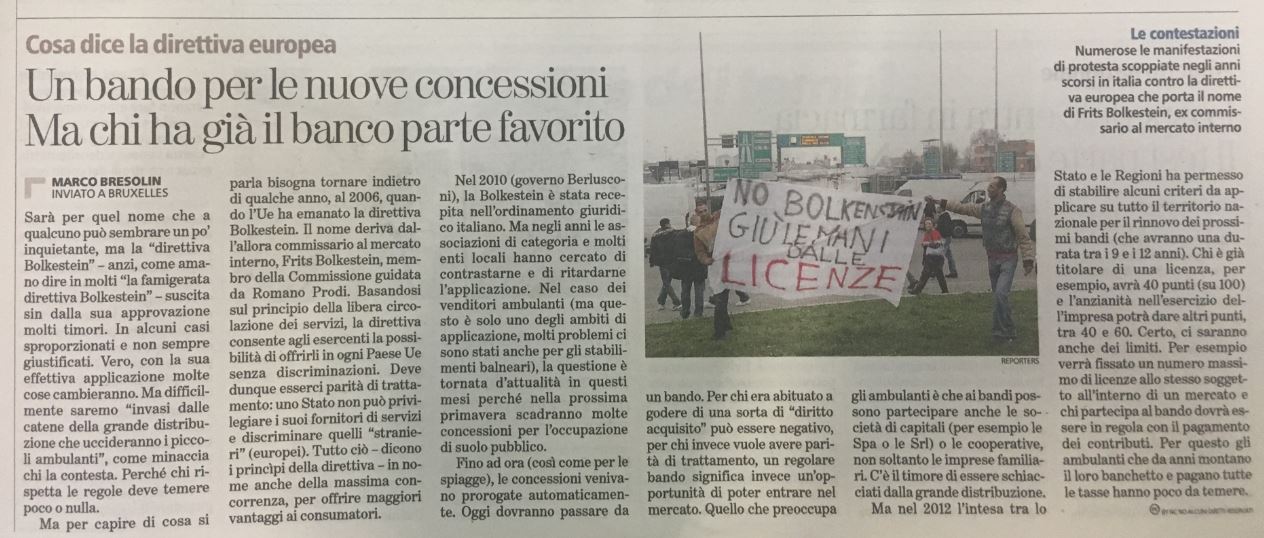 Cosa dice la direttiva europea
Un bando per le nuove concessioni
Ma chi ha già il banco parte favorito
MARCO BRESOLIN
INVIATO A BRUXELLES
Sarà per quel nome che a
qualcuno può sembrare un po'
inquietante, ma la “direttiva
Bolkestein” – anzi, come ama-
no dire in molti “la famigerata
direttiva Bolkestein” – suscita
sin dalla sua approvazione
molti timori. In alcuni casi
sproporzionati e non sempre
giustificati. Vero, con la sua
effettiva applicazione molte
cose cambieranno. Ma difficil-
mente saremo “invasi dalle
catene della grande distribu-
zione che uccideranno i picco-
li ambulanti”, come minaccia
chi la contesta. Perché chi ri-
spetta le regole deve temere
poco o nulla.
Ma per capire di cosa si
parla bisogna tornare indietro
di qualche anno, al 2006, quan-
do l'Ue ha emanato la direttiva
Bolkestein. Il nome deriva dal-
l'allora commissario al mercato
interno, Frits Bolkestein, mem-
bro della Commissione guidata
da Romano Prodi. Basandosi
sul principio della libera circo-
lazione dei servizi, la direttiva
consente agli esercenti la possi-
bilità di offrirli in ogni Paese Ue
senza discriminazioni. Deve
dunque esserci parità di tratta-
mento: uno Stato non può privi-
legiare i suoi fornitori di servizi
e discriminare quelli “stranie-
ri” (europei). Tutto ciò – dicono
i princìpi della direttiva – in no-
me anche della massima con-
correnza, per offrire maggiori
vantaggi ai consumatori.
Nel 2010 (governo Berlusco-
ni), la Bolkestein è stata rece-
pita nell'ordinamento giuridi-
co italiano. Ma negli anni le as-
sociazioni di categoria e molti
enti locali hanno cercato di
contrastarne e di ritardarne
l'applicazione. Nel caso dei
venditori ambulanti (ma que-
sto è solo uno degli ambiti di
applicazione, molti problemi ci
sono stati anche per gli stabili-
menti balneari), la questione è
tornata d'attualità in questi
mesi perché nella prossima
primavera scadranno molte
concessioni per l'occupazione
di suolo pubblico.
Fino ad ora (così come per le
spiagge), le concessioni veniva-
no prorogate automaticamen-
te. Oggi dovranno passare da
NO BOLKENSTEIN
GIÙ LE MANI
DALLE
LICENZE
REPORTERS
un bando. Per chi era abituato a
godere di una sorta di “diritto
acquisito” può essere negativo,
per chi invece vuole avere pari-
tà di trattamento, un regolare
bando significa invece un'op-
portunità di poter entrare nel
mercato. Quello che preoccupa
gli ambulanti è che ai bandi pos-
sono partecipare anche le so-
cietà di capitali (per esempio le
Spa o le Srl) o le cooperative,
non soltanto le imprese familia-
ri. C'è il timore di essere schiac-
ciati dalla grande distribuzione.
Ma nel 2012 l'intesa tra lo
Le contestazioni
Numerose le manifestazioni
di protesta scoppiate negli anni
scorsi in italia contro la diretti-
va europea che porta il nome
di Frits Bolkestein, ex commis-
sario al mercato interno
Stato e le Regioni ha permesso
di stabilire alcuni criteri da ap-
plicare su tutto il territorio na-
zionale per il rinnovo dei prossi-
mi bandi (che avranno una du-
rata tra i 9 e i 12 anni). Chi è già
titolare di una licenza, per
esempio, avrà 40 punti (su 100)
e l'anzianità nell'esercizio del-
l'impresa potrà dare altri punti,
tra 40 e 60. Certo, ci saranno
anche dei limiti. Per esempio
verrà fissato un numero massi-
mo di licenze allo stesso sogget-
to all'interno di un mercato e
chi partecipa al bando dovrà es-
sere in regola con il pagamento
dei contributi. Per questo gli
ambulanti che da anni montano
il loro banchetto e pagano tutte
le tasse hanno poco da temere.
BY NC ND ALCUNI DIRITTI RISERVATI